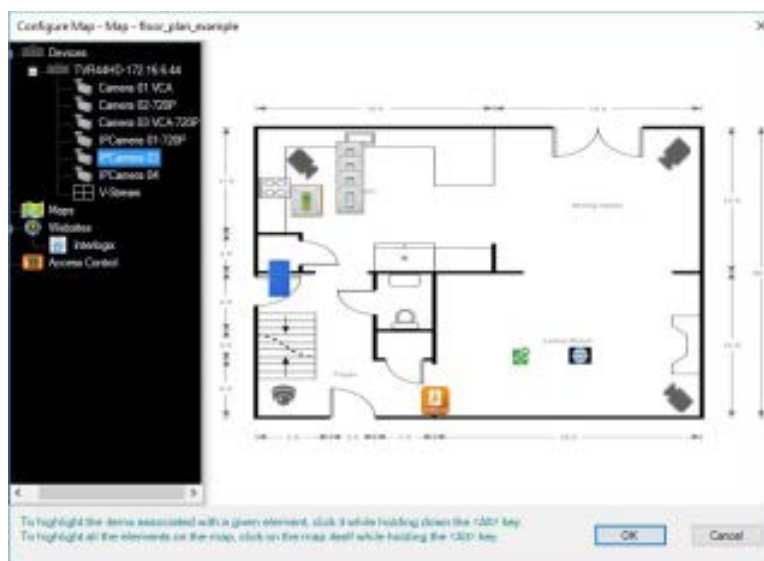 Configure Map - Map - floor_plan_example
Devices
TVR44HD-172.16.6.44
Camera 01 VCA
Camera 02-720P
Camera 03 VCA-720P
IPCamera 01-720P
IPCamera 03
IPCamera 04
V-Stream
Maps
Websites
Interlogix
Access Control
To highlight the items associated with a given element, click it while holding down the <Alt> key.
To highlight all the elements on the map, click on the map itself while holding the <Alt> key.
OK
Cancel